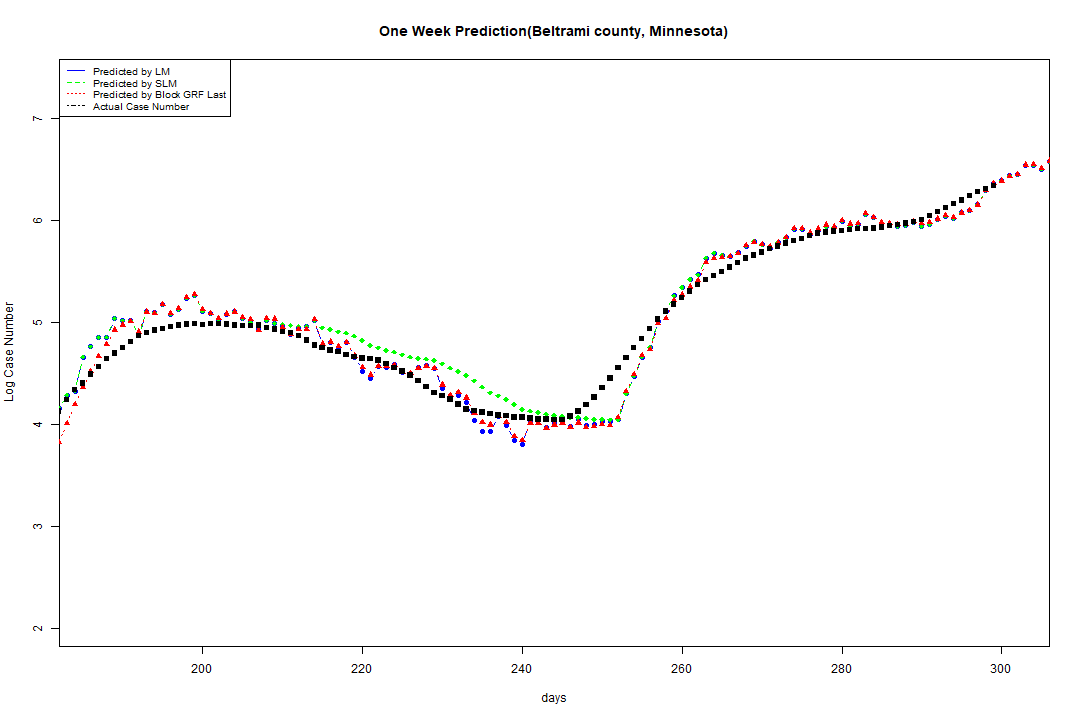 One Week Prediction(Beltrami county, Minnesota)
Predicted by LM
Predicted by SLM
Predicted by Block GRF Last
Actual Case Number
7
6
5
4
3
2
Log Case Number
200 220 240 260 280 300
days